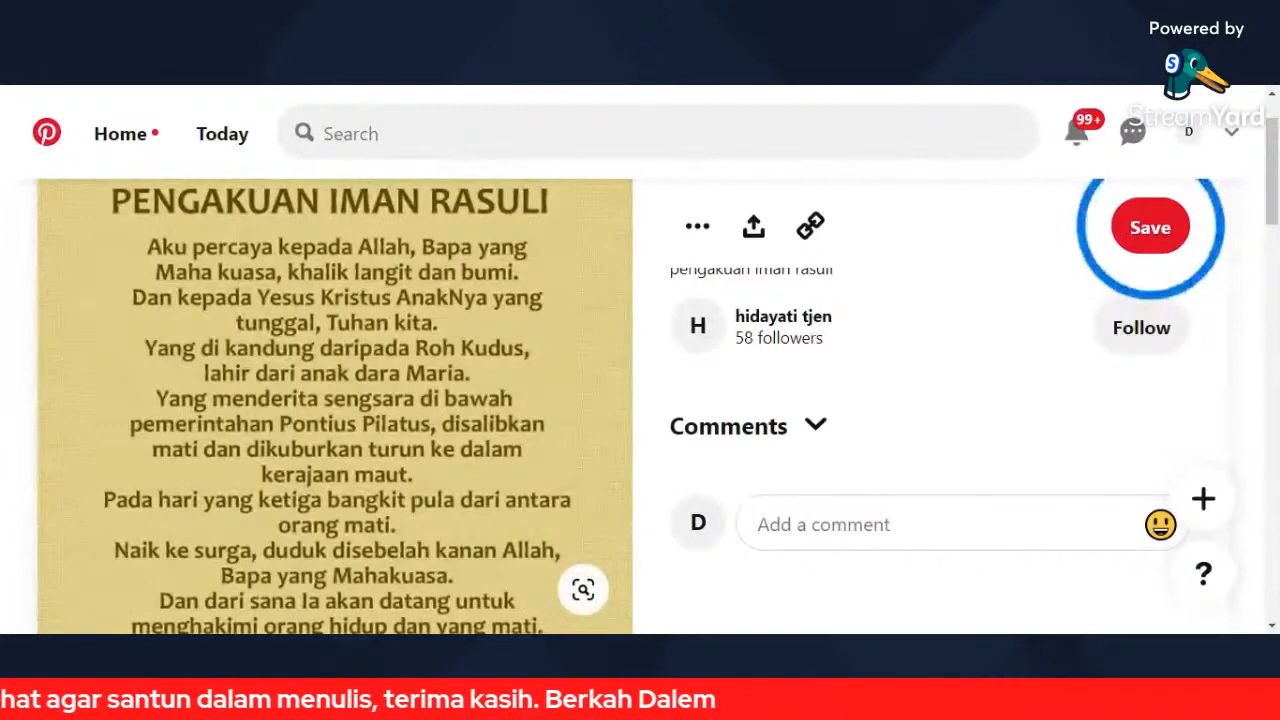 Powered by
StreamYard
Home
Today
Search
99+
D
PENGAKUAN IMAN RASULI
Aku percaya kepada Allah, Bapa yang
Maha kuasa, khalik langit dan bumi.
Dan kepada Yesus Kristus AnakNya yang
tunggal, Tuhan kita.
Yang di kandung daripada Roh Kudus,
lahir dari anak dara Maria.
Yang menderita sengsara di bawah
pemerintahan Pontius Pilatus, disalibkan
mati dan dikuburkan turun ke dalam
kerajaan maut.
Pada hari yang ketiga bangkit pula dari antara
orang mati.
Naik ke surga, duduk disebelah kanan Allah,
Bapa yang Mahakuasa.
Dan dari sana Ia akan datang untuk
menghakimi orang hidup dan yang mati.
Save
pengakuan iman rasuli
H
hidayati tjen
58 followers
Follow
Comments
D
Add a comment
+
?
hat agar santun dalam menulis, terima kasih. Berkah Dalem